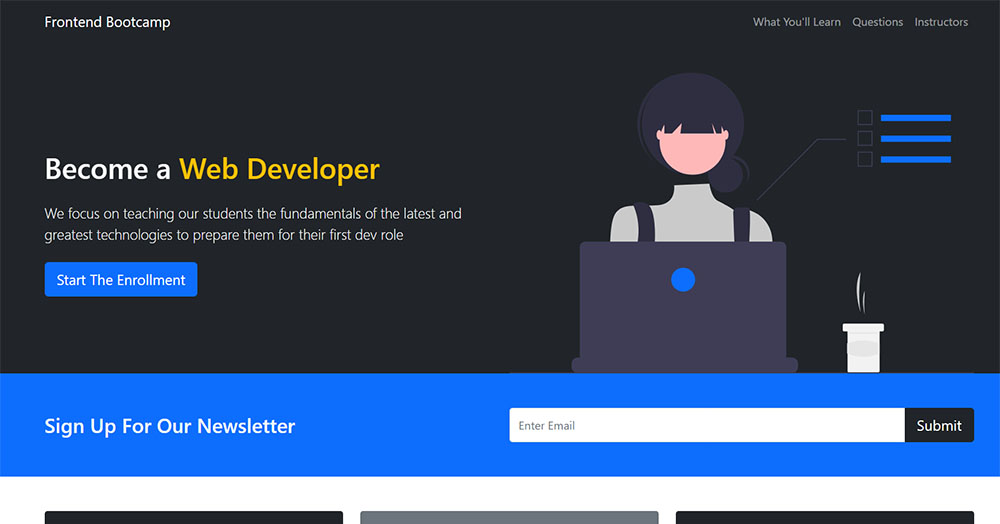 Frontend Bootcamp
What You'll Learn Questions Instructors
Become a Web Developer
We focus on teaching our students the fundamentals of the latest and
greatest technologies to prepare them for their first dev role
Start The Enrollment
Sign Up For Our Newsletter
Enter Email
Submit